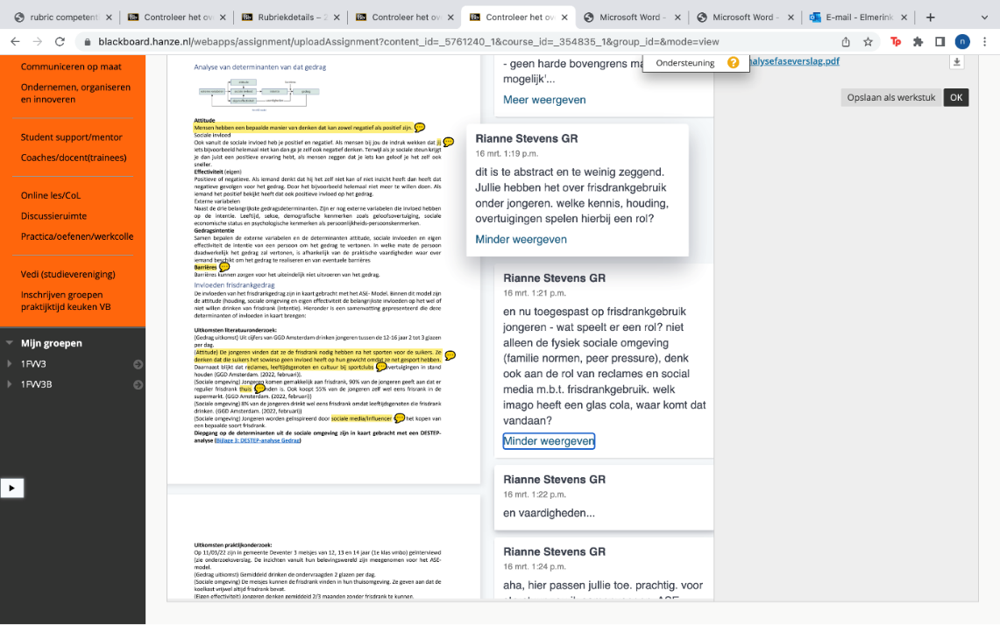 rubric competenti
Controleer het ove
Rubriekdetails – 2
Controleer het ove
Controleer het ove
Microsoft Word -
Microsoft Word -
E-mail - Elmerink
blackboard.hanze.nl/webapps/assignment/uploadAssignment?content_id=_5761240_1&course_id=_354835_1&group_id=&mode=view
Communiceren op maat
Ondernemen, organiseren
en innoveren
Student support/mentor
Coaches/docent(trainees)
Online les/CoL
Discussieruimte
Practica/oefenen/werkcolle
Vedi (studievereniging)
Inschrijven groepen
praktijktijd keuken VB
Mijn groepen
1FVV3
1FVV3B
Analyse van determinanten van dat gedrag
Attitude
Mensen hebben een bepaalde manier van denken dat kan zowel negatief als positief zijn.
Sociale invloed
Ook vanuit de sociale invloed heb je positief en negatief. Als mensen bij jou de indruk wekken dat jij
iets bijvoorbeeld helemaal niet kan dan ga je zelf ook negatief denken. Terwijl als je sociale steun krijgt
je dan juist een positieve ervaring hebt, als mensen zeggen dat je iets kan geloof je het zelf ook
sneller.
Effectiviteit (eigen)
Positieve of negatieve. Als iemand denkt dat hij het zelf niet kan of niet inzicht heeft dan heeft dat
negatieve gevolgen voor het gedrag. Door het bijvoorbeeld helemaal niet meer te willen doen. Als
iemand het positief bekijkt heeft dat ook positieve invloed op het gedrag.
Externe variabelen
Naast de drie belangrijkste gedragsdeterminanten. Zijn er nog externe variabelen die invloed hebben
op de intentie. Leeftijd, sekse, demografische kenmerken zoals geloofsovertuiging, sociale
economische status en psychologische kenmerken als persoonlijkheids-persoonskenmerken.
Gedragsintentie
Samen bepalen de externe variabelen en de determinanten attitude, sociale invloeden en eigen
effectiviteit de intentie van een persoon om het gedrag te vertonen. In welke mate de persoon
daadwerkelijk het gedrag zal vertonen, is afhankelijk van de praktische vaardigheden waar over
iemand beschikt om het gedrag te realiseren en van eventuele barrières
Barrières
Barrières kunnen zorgen voor het uiteindelijk niet uitvoeren van het gedrag.
Invloeden frisdrankgedrag
De invloeden van het frisdrankgedrag zijn in kaart gebracht met het ASE- Model. Binnen dit model zijn
de attitude (houding, sociale omgeving en eigen effectiviteit de belangrijkste invloeden op het wel of
niet willen drinken van frisdrank (intentie). Hieronder is een samenvatting gepresenteerd die deze
determinanten of invloeden in kaart brengen:
Uitkomsten literatuuronderzoek:
(Gedrag uitkomst) Uit cijfers van GGD Amsterdam drinken jongeren tussen de 12-16 jaar 2 tot 3 glazen
per dag.
(Attitude) De jongeren vinden dat ze de frisdrank nodig hebben na het sporten voor de suikers. Ze
denken dat die suikers het sowieso geen invloed heeft op hun gewicht omdat ze net gesport hebben.
Daarnaast blijkt dat reclames, leeftijdsgenoten en cultuur bij sportclubs overtuigingen in stand
houden (GGD Amsterdam. (2022, februari)).
(Sociale omgeving) Jongeren komen gemakkelijk aan frisdrank, 90% van de jongeren geeft aan dat er
regulier frisdrank thuis nden is. Ook koopt 55% van de jongeren zelf wel eens frisdrank in de
supermarkt. (GGD Amsterdam. (2022, februari))
(Sociale omgeving) 8% van de jongeren drinkt wel eens frisdrank omdat leeftijdsgenoten die frisdrank
drinken. (GGD Amsterdam. (2022, februari))
(Sociale omgeving) Jongeren worden geïnspireerd door sociale media/influencer het kopen van
een bepaalde soort frisdrank.
Diepgang op de determinanten uit de sociale omgeving zijn in kaart gebracht met een DESTEP-
analyse (Bijlage 3: DESTEP-analyse Gedrag)
Uitkomsten praktijkonderzoek:
Op 11/03/22 zijn in gemeente Deventer 3 meisjes van 12, 13 en 14 jaar (1e klas vmbo) geïnterviewd
(zie onderzoeksverslag. De inzichten vanuit hun belevingswereld zijn meegenomen voor het ASE-
model.
(Gedrag uitkomst) Gemiddeld drinken de ondervraagden 2 glazen per dag.
(Sociale omgeving) De meisjes kunnen de frisdrank vinden in hun thuisomgeving. Ze geven aan dat de
koelkast vrijwel altijd frisdrank bevat.
(Eigen effectiviteit) Jongeren denken gemiddeld 2/3 maanden zonder frisdrank te kunnen.
- geen harde bovengrens ma
mogelijk'...
Meer weergeven
Rianne Stevens GR
16 mrt. 1:19 p.m.
dit is te abstract en te weinig zeggend.
Jullie hebben het over frisdrankgebruik
onder jongeren. welke kennis, houding,
overtuigingen spelen hierbij een rol?
Minder weergeven
Rianne Stevens GR
16 mrt. 1:21 p.m.
en nu toegepast op frisdrankgebruik
jongeren - wat speelt er een rol? niet
alleen de fysiek sociale omgeving
(familie normen, peer pressure), denk
ook aan de rol van reclames en social
media m.b.t. frisdrankgebruik. welk
imago heeft een glas cola, waar komt dat
vandaan?
Minder weergeven
Rianne Stevens GR
16 mrt. 1:22 p.m.
en vaardigheden...
Rianne Stevens GR
16 mrt. 1:24 p.m.
aha, hier passen jullie toe. prachtig. voor
Ondersteuning ?
nalysefaseverslag.pdf
Opslaan als werkstuk OK